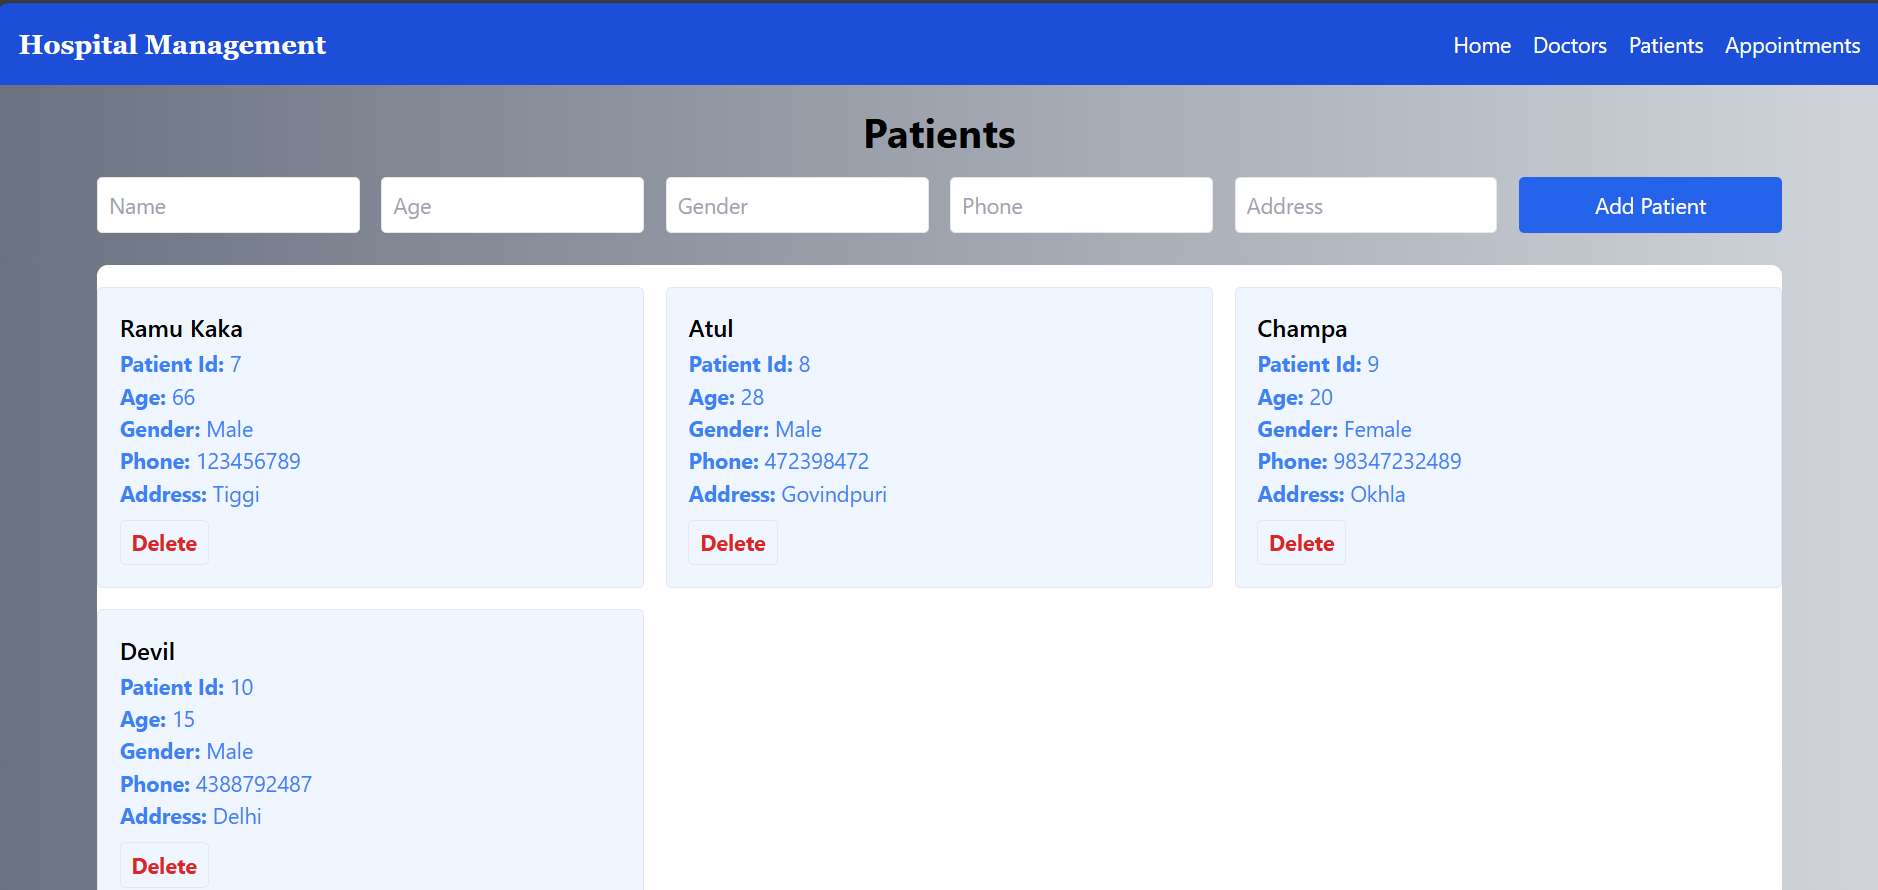 Hospital Management
Home Doctors Patients Appointments
Patients
Name Age Gender Phone Address Add Patient
Ramu Kaka
Patient Id: 7
Age: 66
Gender: Male
Phone: 123456789
Address: Tiggi
Delete
Atul
Patient Id: 8
Age: 28
Gender: Male
Phone: 472398472
Address: Govindpuri
Delete
Champa
Patient Id: 9
Age: 20
Gender: Female
Phone: 98347232489
Address: Okhla
Delete
Devil
Patient Id: 10
Age: 15
Gender: Male
Phone: 4388792487
Address: Delhi
Delete